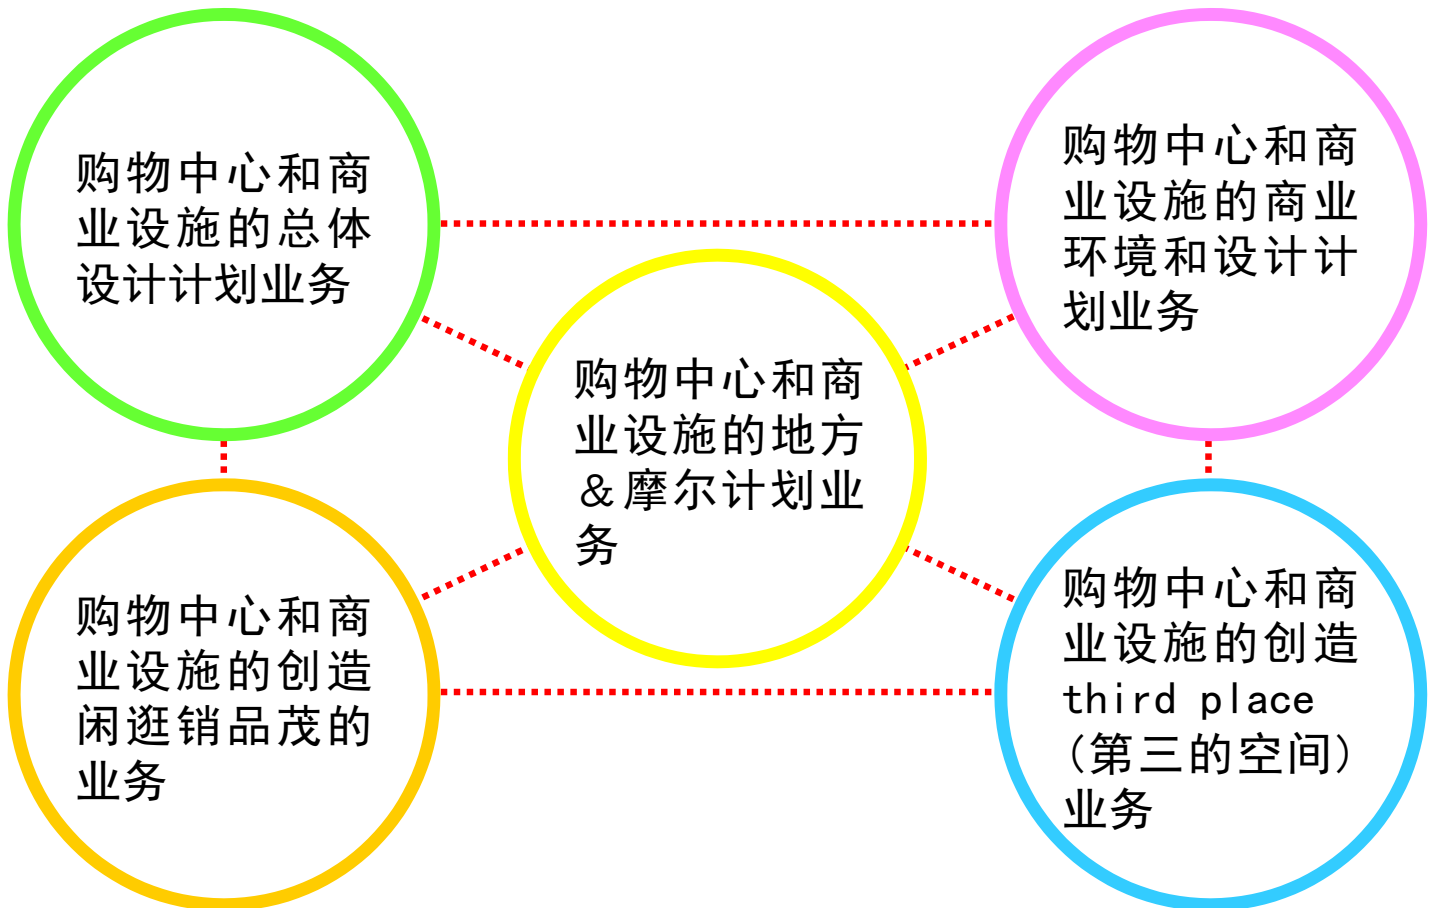 购物中心和商
业设施的总体
设计计划业务
购物中心和商
业设施的商业
环境和设计计
划业务
购物中心和商
业设施的地方
＆摩尔计划业
务
购物中心和商
业设施的创造
闲逛销品茂的
业务
购物中心和商
业设施的创造
third place
（第三的空间）
业务